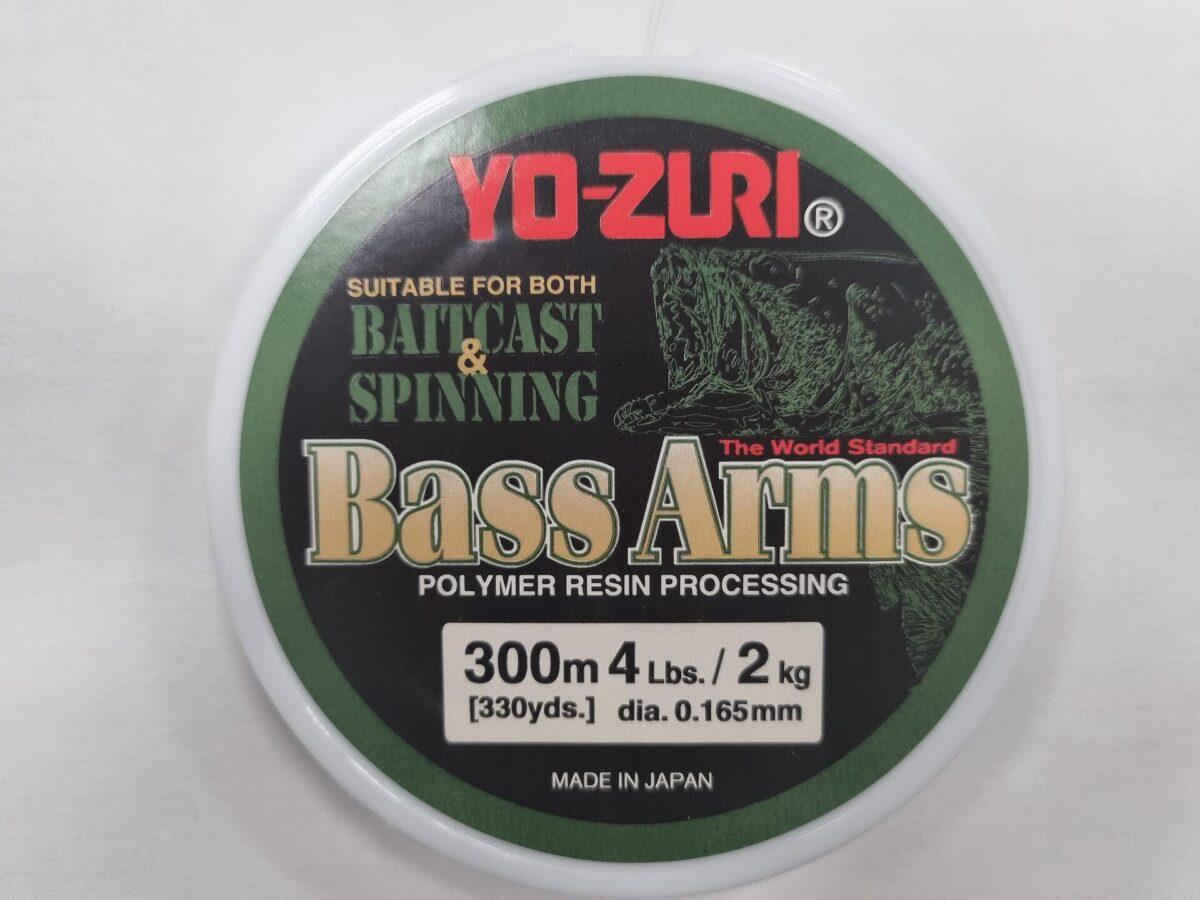 YO-ZURI®
SUITABLE FOR BOTH
BAITCAST
&
SPINNING
The World Standard
Bass Arms
POLYMER RESIN PROCESSING
300m 4 Lbs. / 2 kg
[330yds.] dia. 0.165mm
MADE IN JAPAN